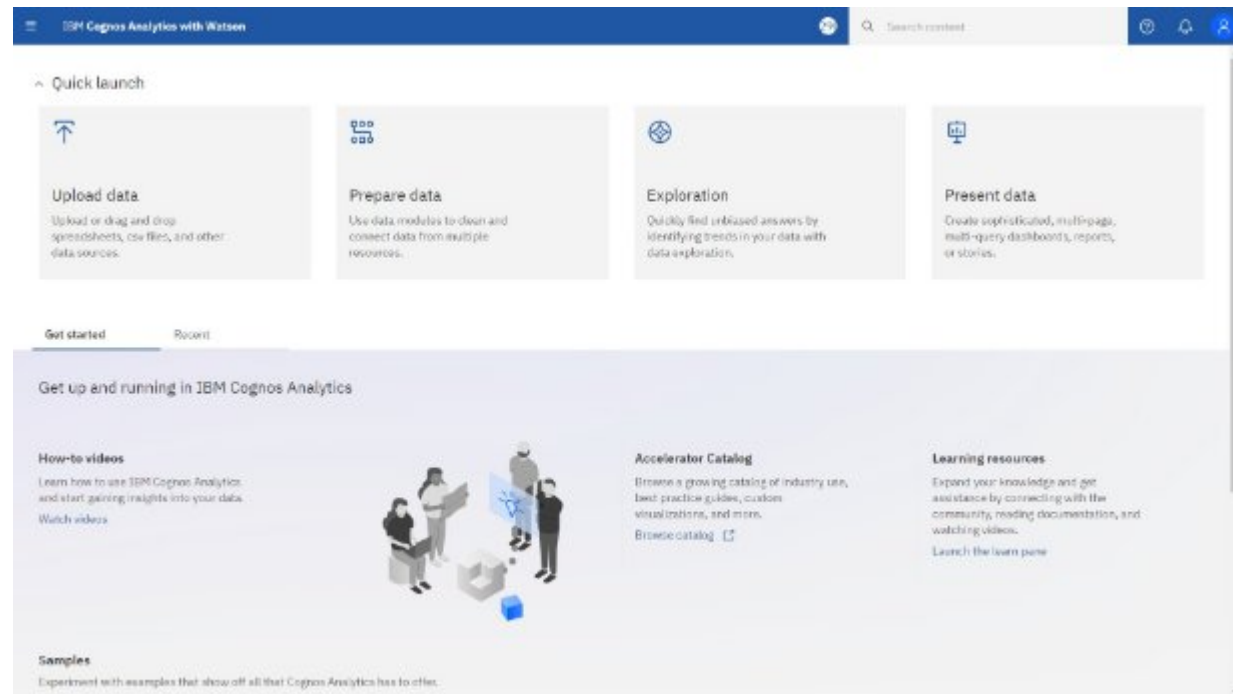 IBM Cognos Analytics with Watson
Search content
Quick launch
Upload data
Upload or drag and drop
spreadsheets, csv files, and other
data sources.
Prepare data
Use data modules to clean and
connect data from multiple
resources.
Exploration
Quickly find unbiased answers by
identifying trends in your data with
data exploration.
Present data
Create sophisticated, multi-page,
multi-query dashboards, reports,
or stories.
Get started
Recent
Get up and running in IBM Cognos Analytics
How-to videos
Learn how to use IBM Cognos Analytics
and start gaining insights into your data.
Watch videos
Accelerator Catalog
Browse a growing catalog of industry use,
best practice guides, custom
visualizations, and more.
Browse catalog
Learning resources
Expand your knowledge and get
assistance by connecting with the
community, reading documentation, and
watching videos.
Launch the learn pane
Samples
Experiment with examples that show off all that Cognos Analytics has to offer.